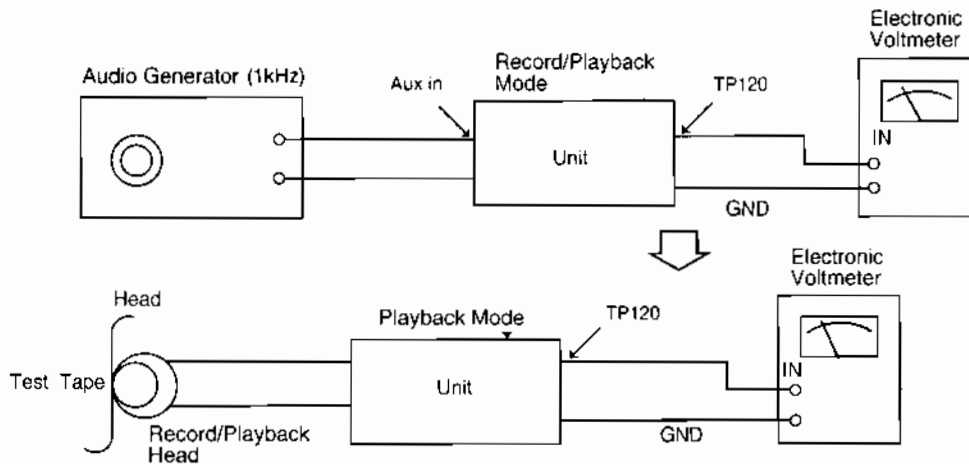 Electronic
Voltmeter
Audio Generator (1kHz)
Record/Playback
Mode
Aux in
TP120
Unit
IN
GND
Electronic
Voltmeter
Head
Playback Mode
TP120
Test Tape
Unit
IN
Record/Playback
Head
GND